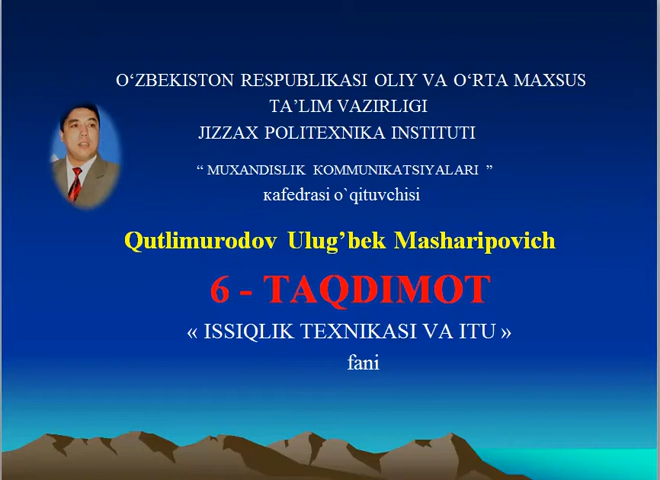 O‘ZBEKISTON RESPUBLIKASI OLIY VA O‘RTA MAXSUS
TA’LIM VAZIRLIGI
JIZZAX POLITEXNIKA INSTITUTI
“ MUXANDISLIK KOMMUNIKATSIYALARI ”
кafedrasi o`qituvchisi
Qutlimurodov Ulug’bek Masharipovich
6 - TAQDIMOT
« ISSIQLIK TEXNIKASI VA ITU »
fani